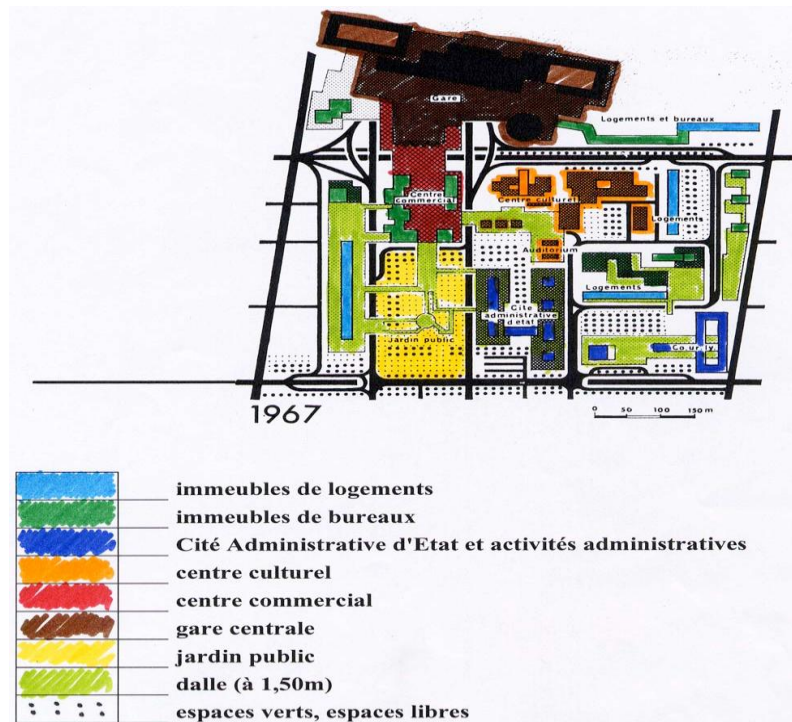 Gare
Logements et bureaux
Centre
commercial
Centre culturel
Logements
Auditorium
Logements
Cité
administrative
d'état
Jardin public
Co.ur.ly.
1967
0 50 100 150 m
immeubles de logements
immeubles de bureaux
Cité Administrative d'Etat et activités administratives
centre culturel
centre commercial
gare centrale
jardin public
dalle (à 1,50m)
espaces verts, espaces libres